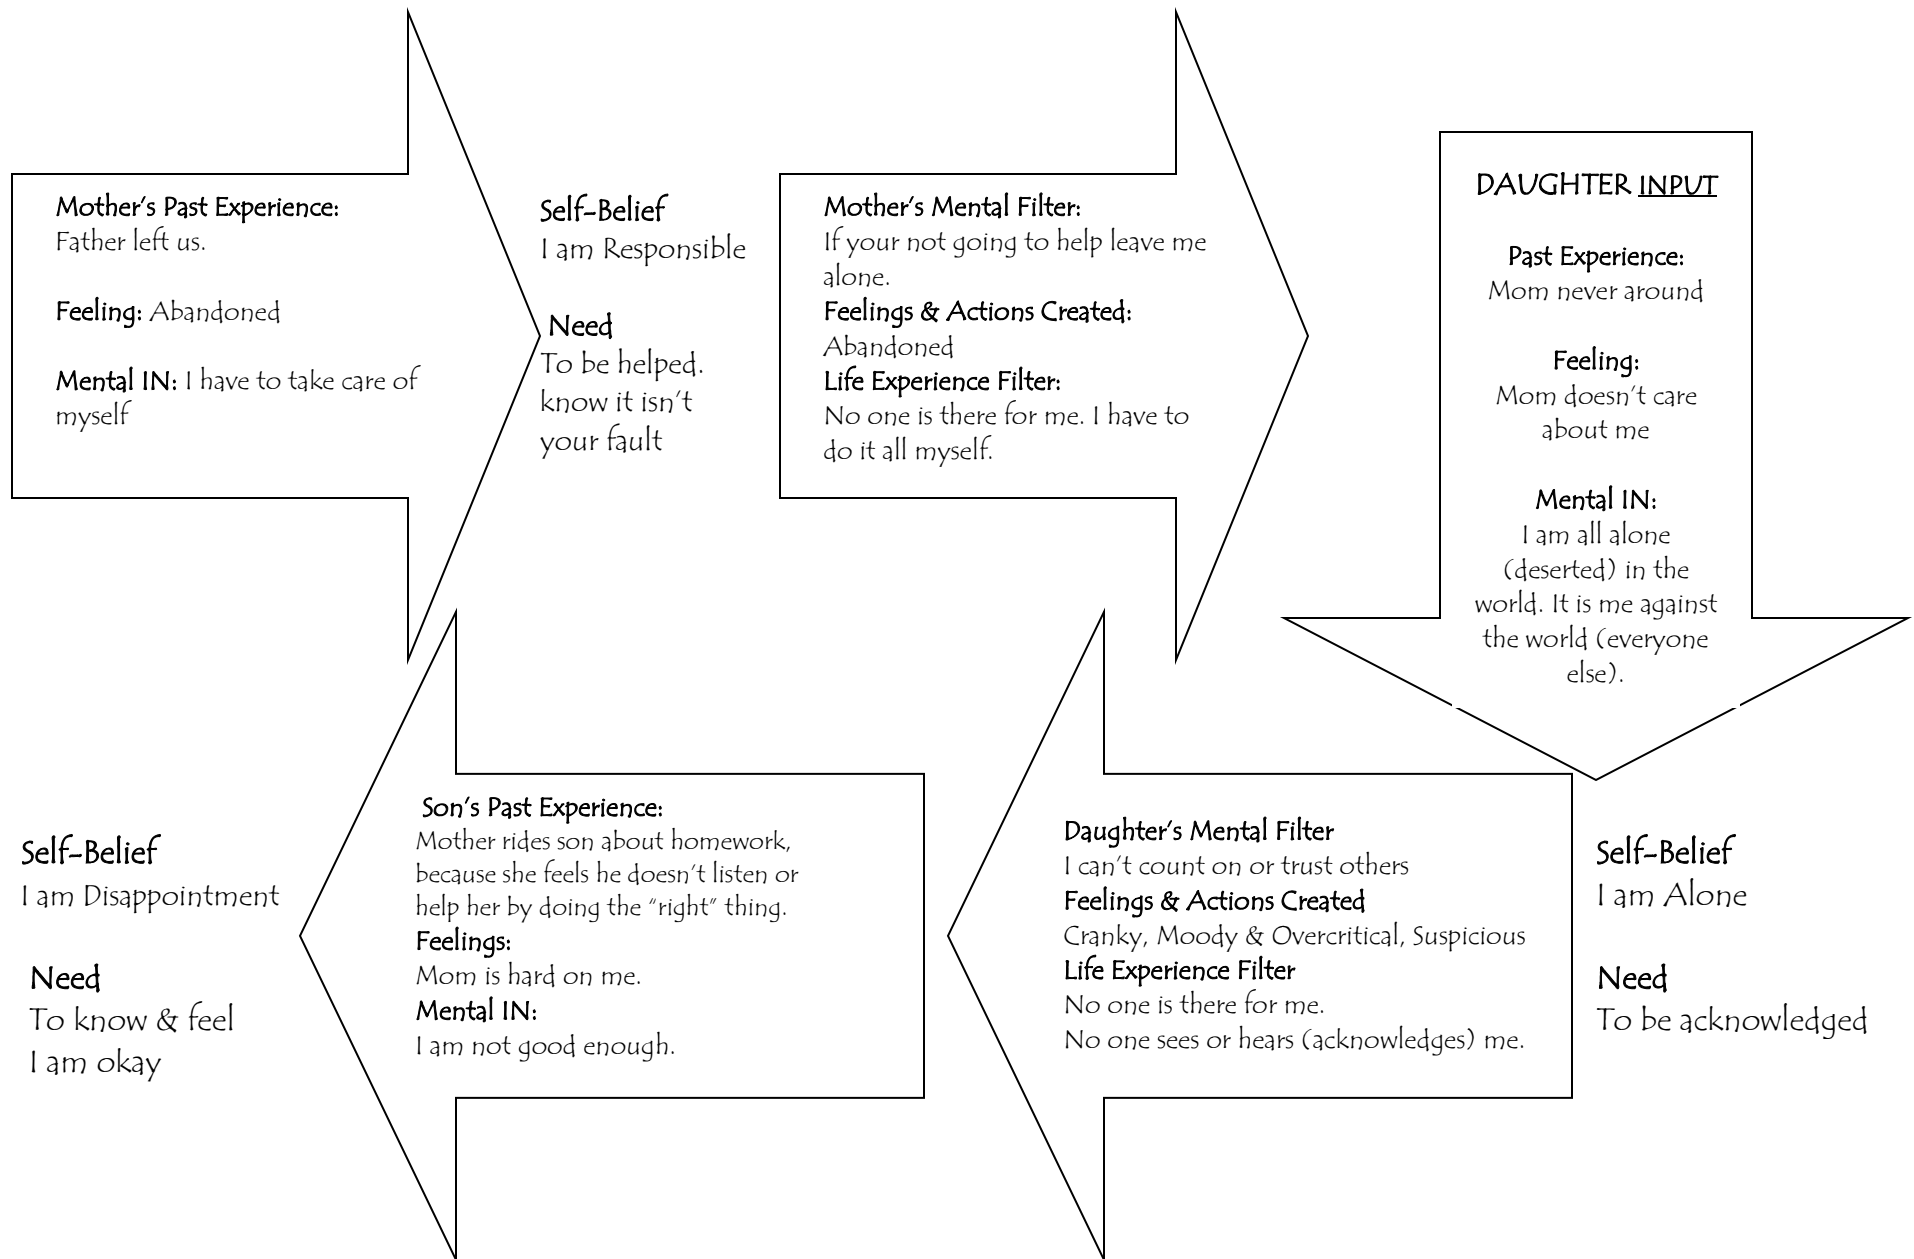 Mother's Past Experience:
Father left us.
Feeling: Abandoned
Mental IN: I have to take care of
myself
Self-Belief
I am Responsible
Need
To be helped.
know it isn't
your fault
Mother's Mental Filter:
If your not going to help leave me
alone.
Feelings & Actions Created:
Abandoned
Life Experience Filter:
No one is there for me. I have to
do it all myself.
DAUGHTER INPUT
Past Experience:
Mom never around
Feeling:
Mom doesn't care
about me
Mental IN:
I am all alone
(deserted) in the
world. It is me against
the world (everyone
else).
Self-Belief
I am Alone
Need
To be acknowledged
Daughter's Mental Filter
I can't count on or trust others
Feelings & Actions Created
Cranky, Moody & Overcritical, Suspicious
Life Experience Filter
No one is there for me.
No one sees or hears (acknowledges) me.
Son's Past Experience:
Mother rides son about homework,
because she feels he doesn't listen or
help her by doing the “right” thing.
Feelings:
Mom is hard on me.
Mental IN:
I am not good enough.
Self-Belief
I am Disappointment
Need
To know & feel
I am okay